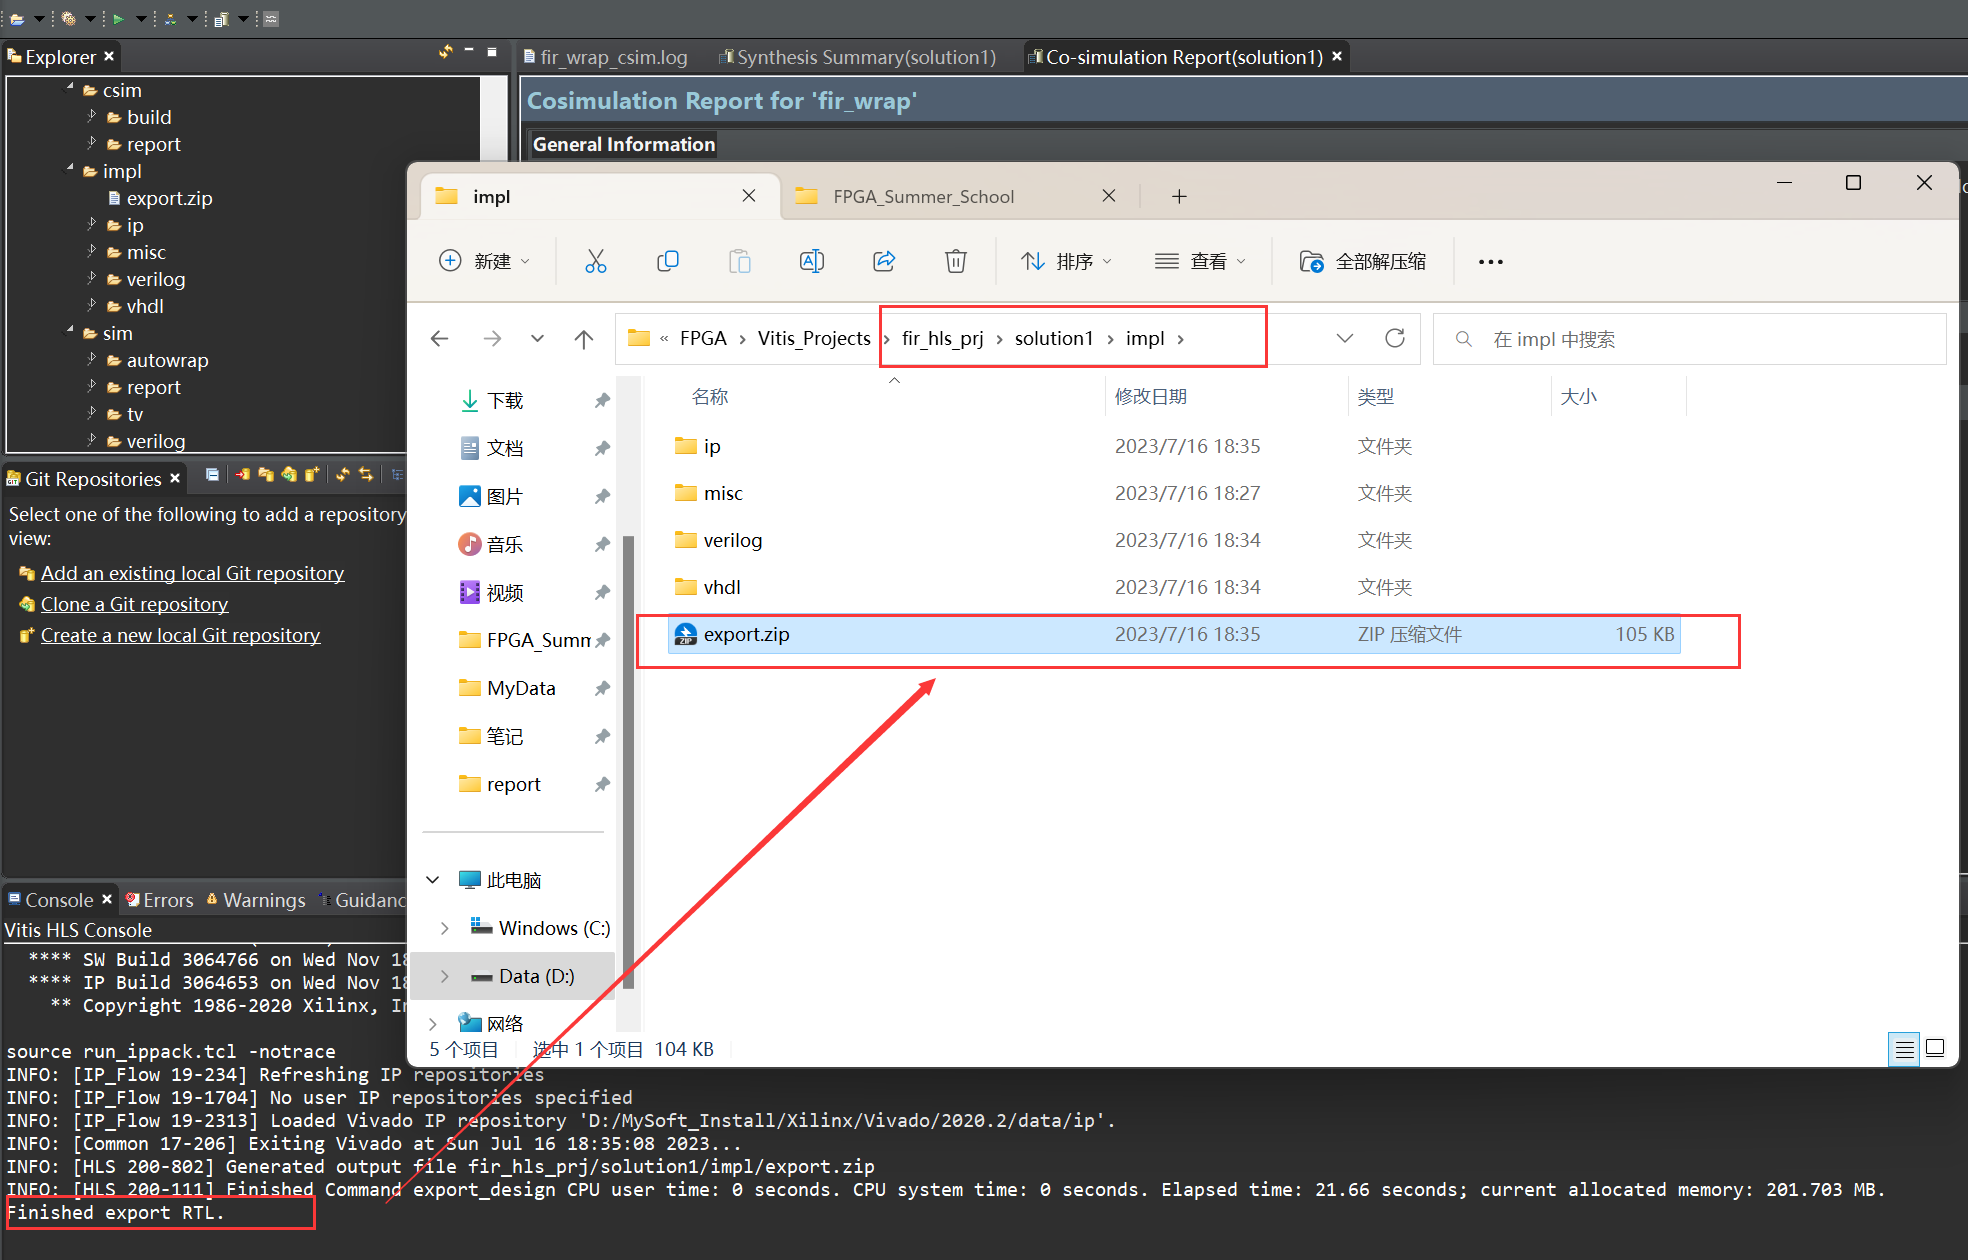 Explorer
csim
build
report
impl
export.zip
ip
misc
verilog
vhdl
sim
autowrap
report
tv
verilog
fir_wrap_csim.log
Synthesis Summary(solution1)
Co-simulation Report(solution1)
Cosimulation Report for 'fir_wrap'
General Information
Git Repositories
Select one of the following to add a repository
view:
Add an existing local Git repository
Clone a Git repository
Create a new local Git repository
impl
FPGA_Summer_School
新建
排序
查看
全部解压缩
« FPGA › Vitis_Projects › fir_hls_prj › solution1 › impl ›
在 impl 中搜索
下载
文档
图片
音乐
视频
FPGA_Summ
MyData
笔记
report
此电脑
Windows (C:)
Data (D:)
网络
名称 修改日期 类型 大小
ip 2023/7/16 18:35 文件夹
misc 2023/7/16 18:27 文件夹
verilog 2023/7/16 18:34 文件夹
vhdl 2023/7/16 18:34 文件夹
export.zip 2023/7/16 18:35 ZIP 压缩文件 105 KB
5 个项目 选中 1 个项目 104 KB
Console Errors Warnings Guidanc
Vitis HLS Console
**** SW Build 3064766 on Wed Nov 18
**** IP Build 3064653 on Wed Nov 18
** Copyright 1986-2020 Xilinx, In
source run_ippack.tcl -notrace
INFO: [IP_Flow 19-234] Refreshing IP repositories
INFO: [IP_Flow 19-1704] No user IP repositories specified
INFO: [IP_Flow 19-2313] Loaded Vivado IP repository 'D:/MySoft_Install/Xilinx/Vivado/2020.2/data/ip'.
INFO: [Common 17-206] Exiting Vivado at Sun Jul 16 18:35:08 2023...
INFO: [HLS 200-802] Generated output file fir_hls_prj/solution1/impl/export.zip
INFO: [HLS 200-111] Finished Command export_design CPU user time: 0 seconds. CPU system time: 0 seconds. Elapsed time: 21.66 seconds; current allocated memory: 201.703 MB.
Finished export RTL.